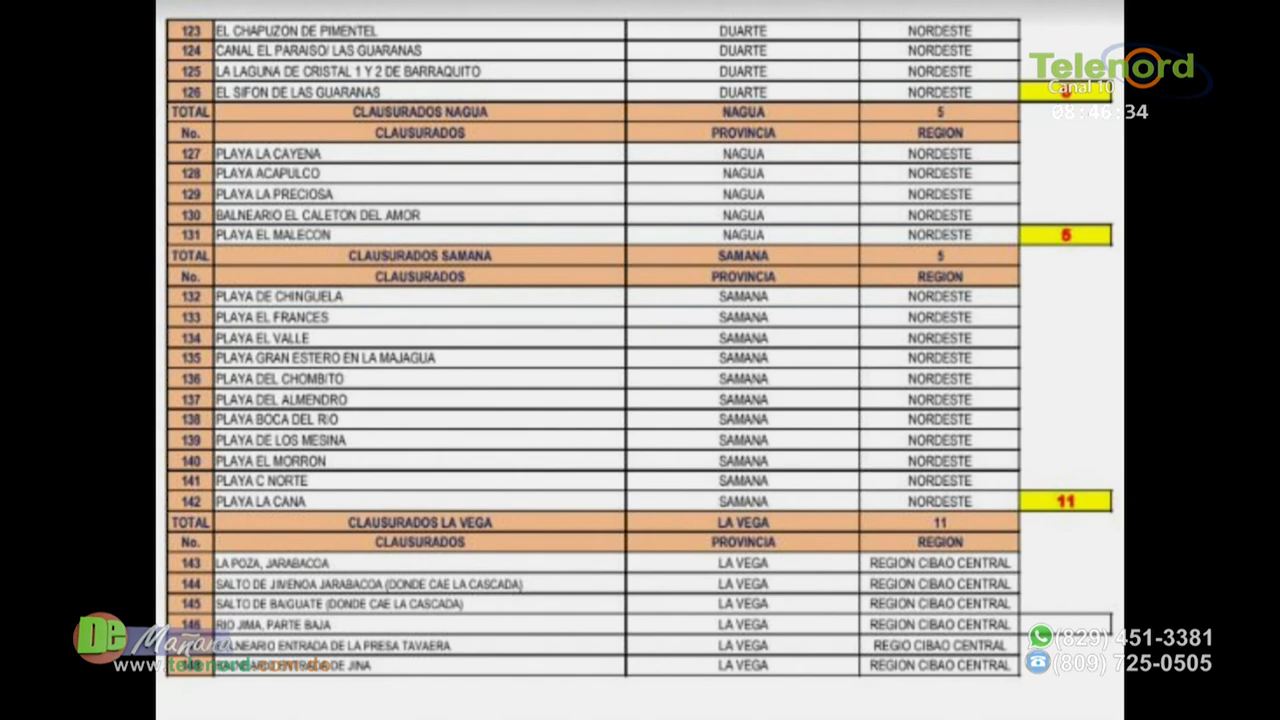 123 EL CHAPUZON DE PIMENTEL DUARTE NORDESTE
124 CANAL EL PARAISO/ LAS GUARANAS DUARTE NORDESTE
125 LA LAGUNA DE CRISTAL 1 Y 2 DE BARRAQUITO DUARTE NORDESTE
126 EL SIFON DE LAS GUARANAS DUARTE NORDESTE
TOTAL CLAUSURADOS NAGUA NAGUA 5
No. CLAUSURADOS PROVINCIA REGION
127 PLAYA LA CAYENA NAGUA NORDESTE
128 PLAYA ACAPULCO NAGUA NORDESTE
129 PLAYA LA PRECIOSA NAGUA NORDESTE
130 BALNEARIO EL CALETON DEL AMOR NAGUA NORDESTE
131 PLAYA EL MALECON NAGUA NORDESTE 5
TOTAL CLAUSURADOS SAMANA SAMANA 5
No. CLAUSURADOS PROVINCIA REGION
132 PLAYA DE CHINGUELA SAMANA NORDESTE
133 PLAYA EL FRANCES SAMANA NORDESTE
134 PLAYA EL VALLE SAMANA NORDESTE
135 PLAYA GRAN ESTERO EN LA MAJAGUA SAMANA NORDESTE
136 PLAYA DEL CHOMBITO SAMANA NORDESTE
137 PLAYA DEL ALMENDRO SAMANA NORDESTE
138 PLAYA BOCA DEL RIO SAMANA NORDESTE
139 PLAYA DE LOS MESINA SAMANA NORDESTE
140 PLAYA EL MORRON SAMANA NORDESTE
141 PLAYA C NORTE SAMANA NORDESTE
142 PLAYA LA CANA SAMANA NORDESTE 11
TOTAL CLAUSURADOS LA VEGA LA VEGA 11
No. CLAUSURADOS PROVINCIA REGION
143 LA POZA, JARABACOA LA VEGA REGION CIBAO CENTRAL
144 SALTO DE JIVENOA JARABACOA (DONDE CAE LA CASCADA) LA VEGA REGION CIBAO CENTRAL
145 SALTO DE BAIGUATE (DONDE CAE LA CASCADA) LA VEGA REGION CIBAO CENTRAL
146 RIO JIMA, PARTE BAJA LA VEGA REGION CIBAO CENTRAL
ENTRADA DE LA PRESA TAVAERA LA VEGA REGIO CIBAO CENTRAL
DE JINA LA VEGA REGION CIBAO CENTRAL
Telenord
Canal 10
08:46:34
De Mañana
www.telenord.com.do
(829) 451-3381
(809) 725-0505